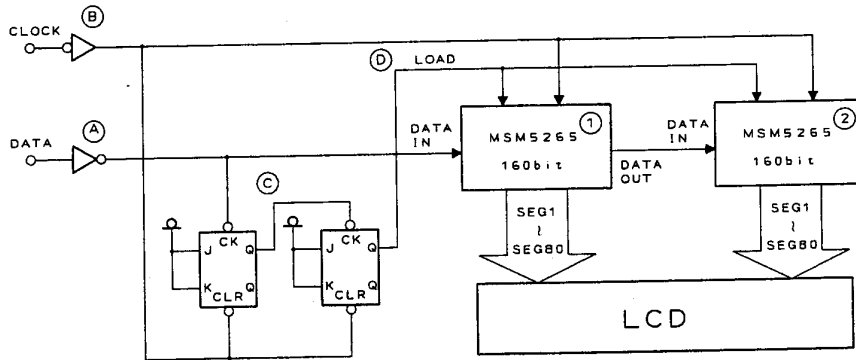 CLOCK
B
D
LOAD
DATA
A
DATA
IN
MSM5265
160bit
1
DATA
OUT
DATA
IN
MSM5265
160bit
2
C
J
CK
Q
K
CLR
Q
J
CK
Q
K
CLR
Q
SEG1
~
SEG80
SEG1
~
SEG80
LCD